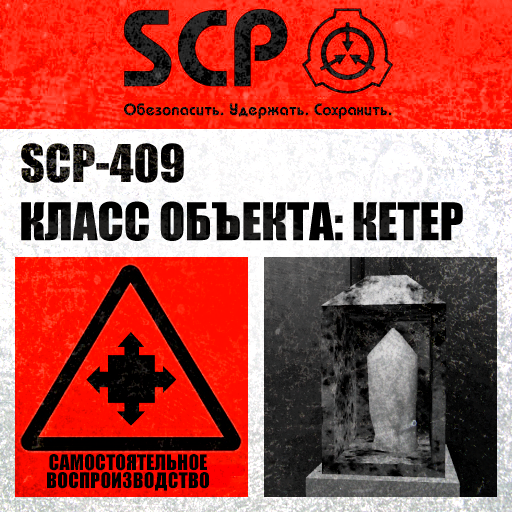 SCP
Обезопасить. Удержать. Сохранить.
SCP-409
КЛАСС ОБЪЕКТА: КЕТЕР
САМОСТОЯТЕЛЬНОЕ
ВОСПРОИЗВОДСТВО